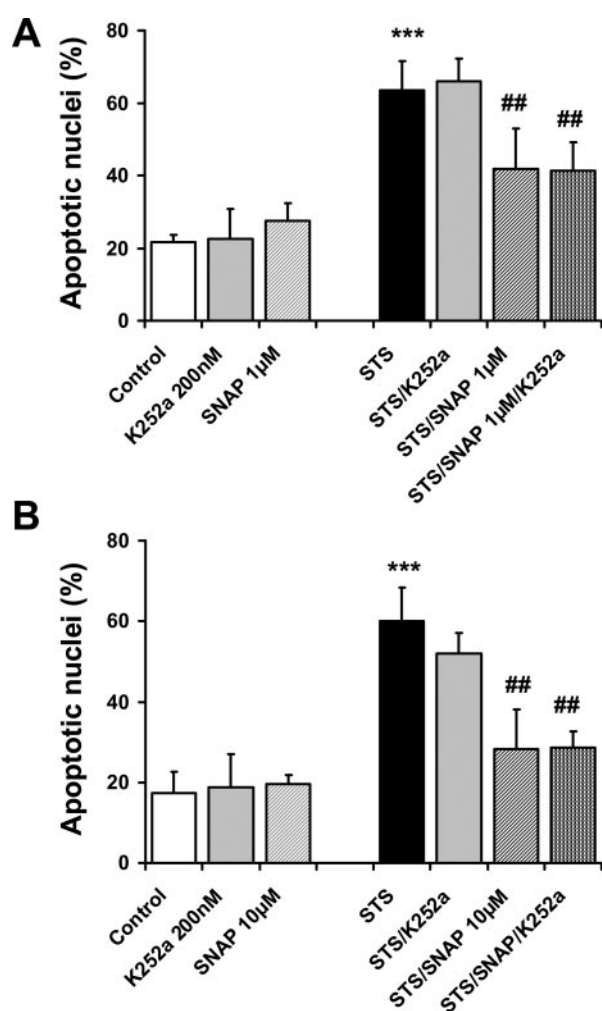 A
Apoptotic nuclei (%)
80
60
40
20
0
***
##
##
Control
K252a 200nM
SNAP 1µM
STS
STS/K252a
STS/SNAP 1µM
STS/SNAP 1µM/K252a
B
Apoptotic nuclei (%)
80
60
40
20
0
***
##
##
Control
K252a 200nM
SNAP 10µM
STS
STS/K252a
STS/SNAP 10µM
STS/SNAP/K252a